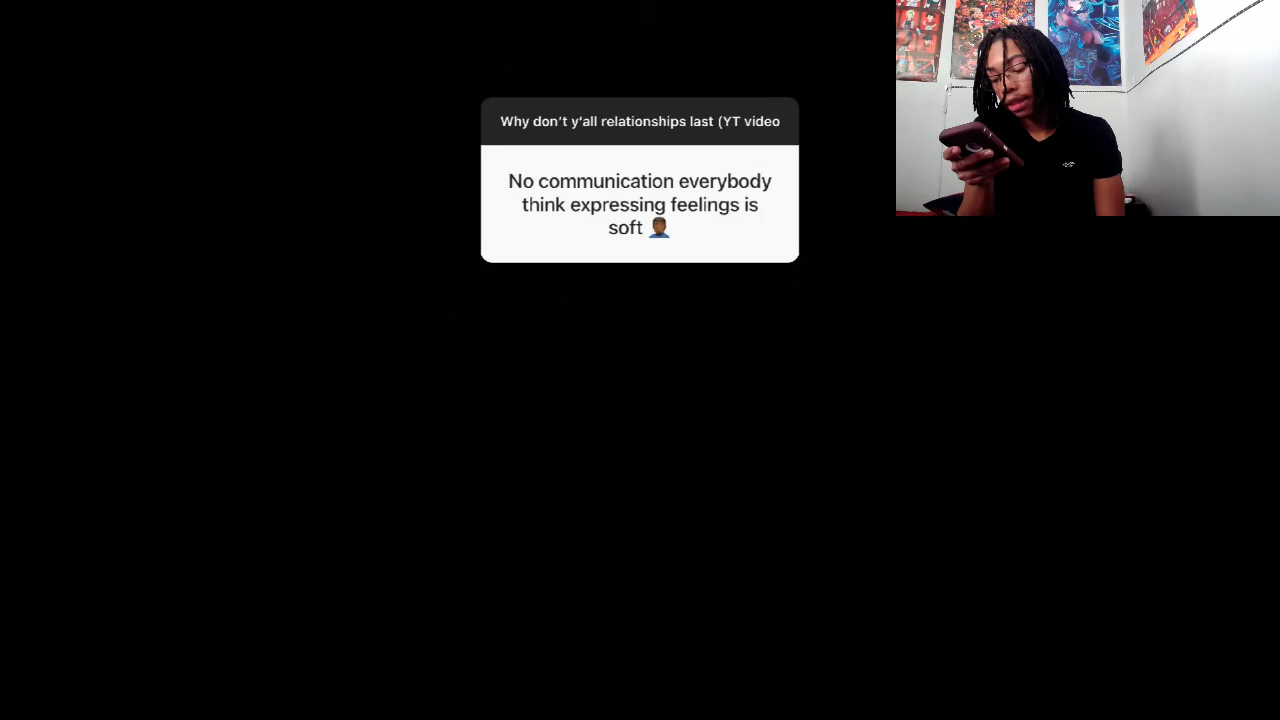 Why don't y'all relationships last (YT video
No communication everybody
think expressing feelings is
soft 🤦🏾‍♂️